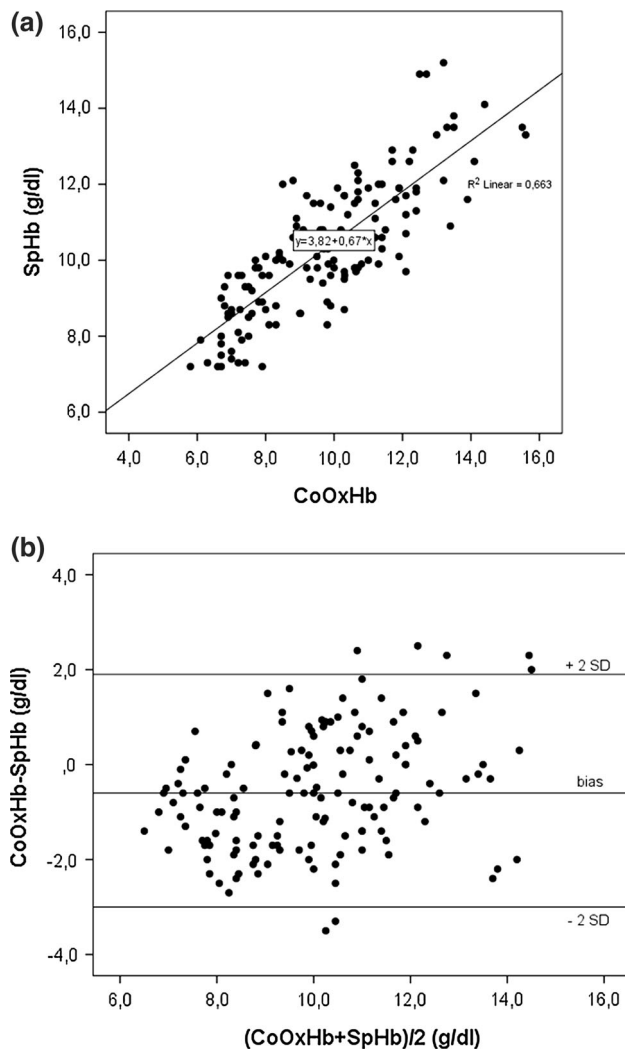 (a)
16,0
14,0
12,0
10,0
8,0
6,0
SpHb (g/dl)
R² Linear = 0,663
y=3,82+0,67*x
4,0 6,0 8,0 10,0 12,0 14,0 16,0
CoOxHb
(b)
4,0
2,0
,0
-2,0
-4,0
CoOxHb-SpHb (g/dl)
+ 2 SD
bias
- 2 SD
6,0 8,0 10,0 12,0 14,0 16,0
(CoOxHb+SpHb)/2 (g/dl)